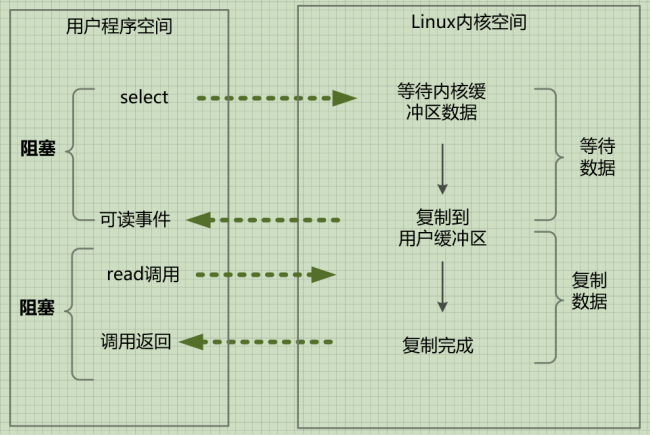 用户程序空间
Linux内核空间
select
等待内核缓
冲区数据
阻塞
等待
数据
可读事件
复制到
用户缓冲区
read调用
阻塞
复制
数据
调用返回
复制完成